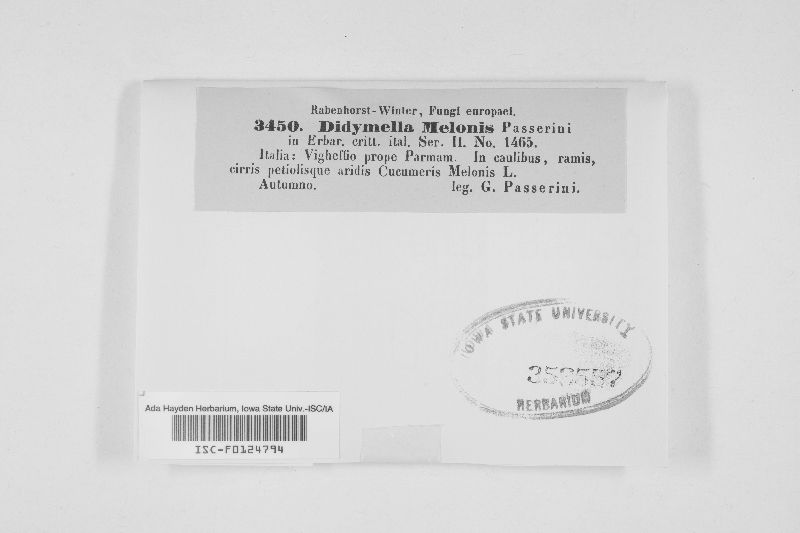 Rabenhorst-Winter, Fungi europaei.
3450. Didymella Melonis Passerini
in Erbar. critt. ital. Ser. II. No. 1465.
Italia: Vigheffio prope Parmam. In caulibus, ramis,
cirris petiolisque aridis Cucumeris Melonis L.
Automno. leg. G. Passerini.
IOWA STATE UNIVERSITY
HERBARIUM
Ada Hayden Herbarium, Iowa State Univ.-ISC/IA
ISC-F0124794